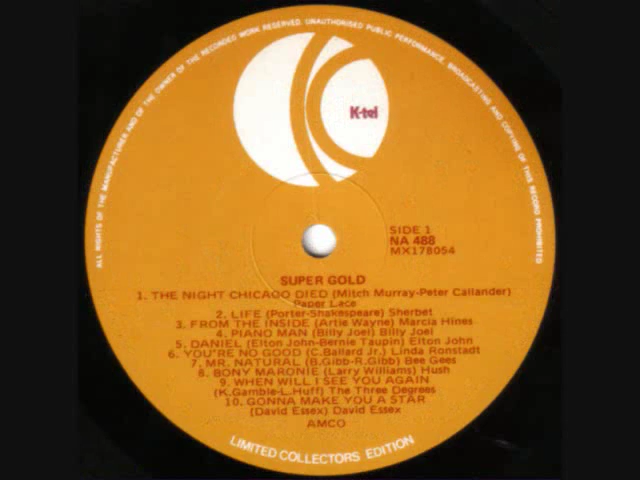 ALL RIGHTS OF THE MANUFACTURER AND OF THE OWNER OF THE RECORDED WORK RESERVED. UNAUTHORISED PUBLIC PERFORMANCE, BROADCASTING AND COPYING OF THIS RECORD PROHIBITED
K-tel
SIDE 1
NA 488
MX178054
SUPER GOLD
1. THE NIGHT CHICAGO DIED (Mitch Murray-Peter Callander)
Paper Lace
2. LIFE (Porter-Shakespeare) Sherbet
3. FROM THE INSIDE (Artie Wayne) Marcia Hines
4. PIANO MAN (Billy Joel) Billy Joel
5. DANIEL (Elton John-Bernie Taupin) Elton John
6. YOU'RE NO GOOD (C.Ballard Jr.) Linda Ronstadt
7. MR. NATURAL (B.Gibb-R.Gibb) Bee Gees
8. BONY MARONIE (Larry Williams) Hush
9. WHEN WILL I SEE YOU AGAIN
(K.Gamble-L.Huff) The Three Degrees
10. GONNA MAKE YOU A STAR
(David Essex) David Essex
AMCO
LIMITED COLLECTORS EDITION